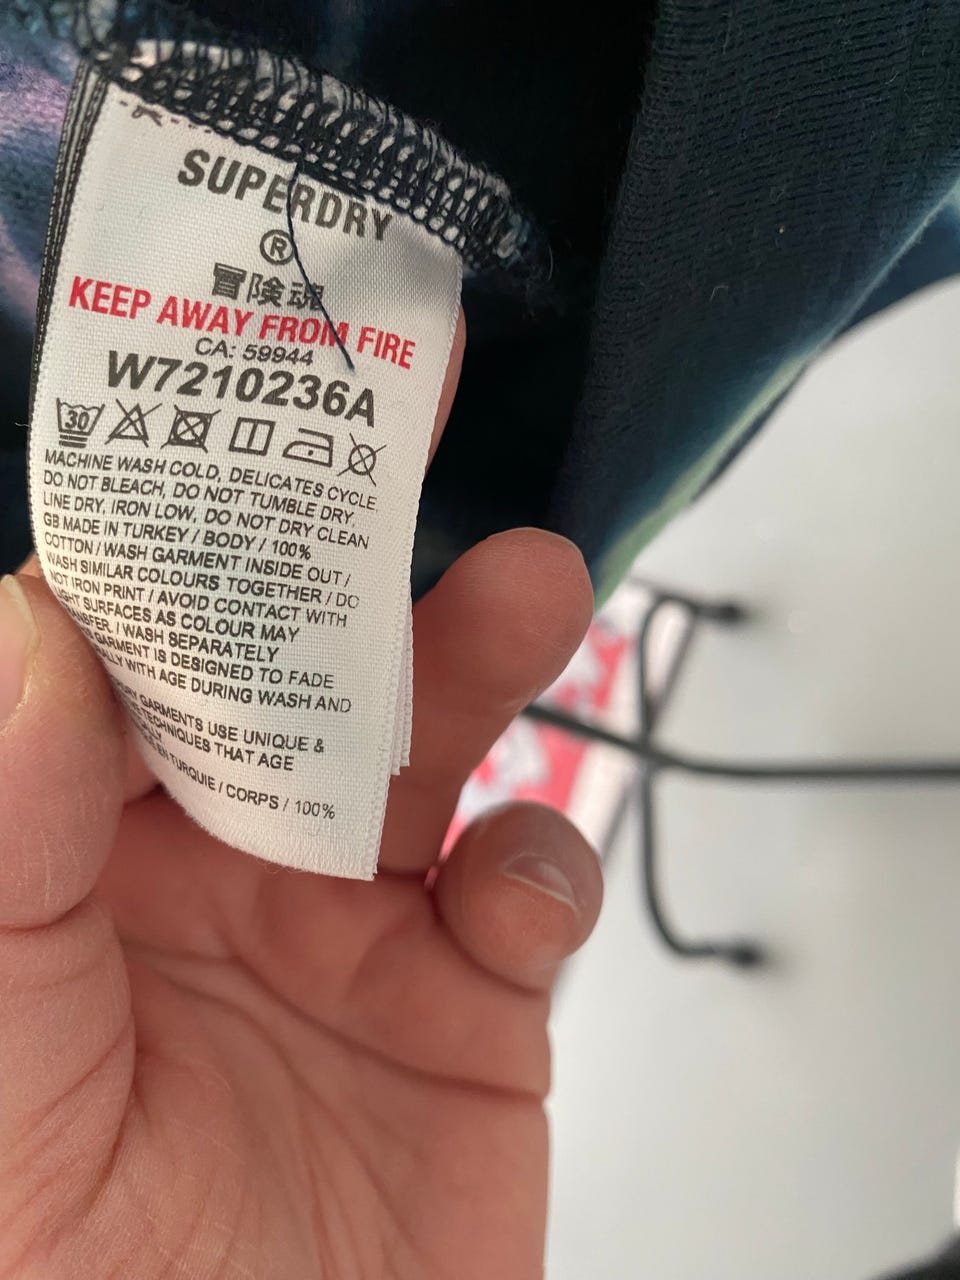 SUPERDRY
®
冒険魂
KEEP AWAY FROM FIRE
CA: 59944
W7210236A
30
MACHINE WASH COLD, DELICATES CYCLE
DO NOT BLEACH, DO NOT TUMBLE DRY,
LINE DRY, IRON LOW, DO NOT DRY CLEAN
GB MADE IN TURKEY / BODY / 100%
COTTON / WASH GARMENT INSIDE OUT /
WASH SIMILAR COLOURS TOGETHER / DO
NOT IRON PRINT / AVOID CONTACT WITH
LIGHT SURFACES AS COLOUR MAY
TRANSFER. / WASH SEPARATELY
GARMENT IS DESIGNED TO FADE
WITH AGE DURING WASH AND
GARMENTS USE UNIQUE &
TECHNIQUES THAT AGE
EN TURQUIE / CORPS / 100%